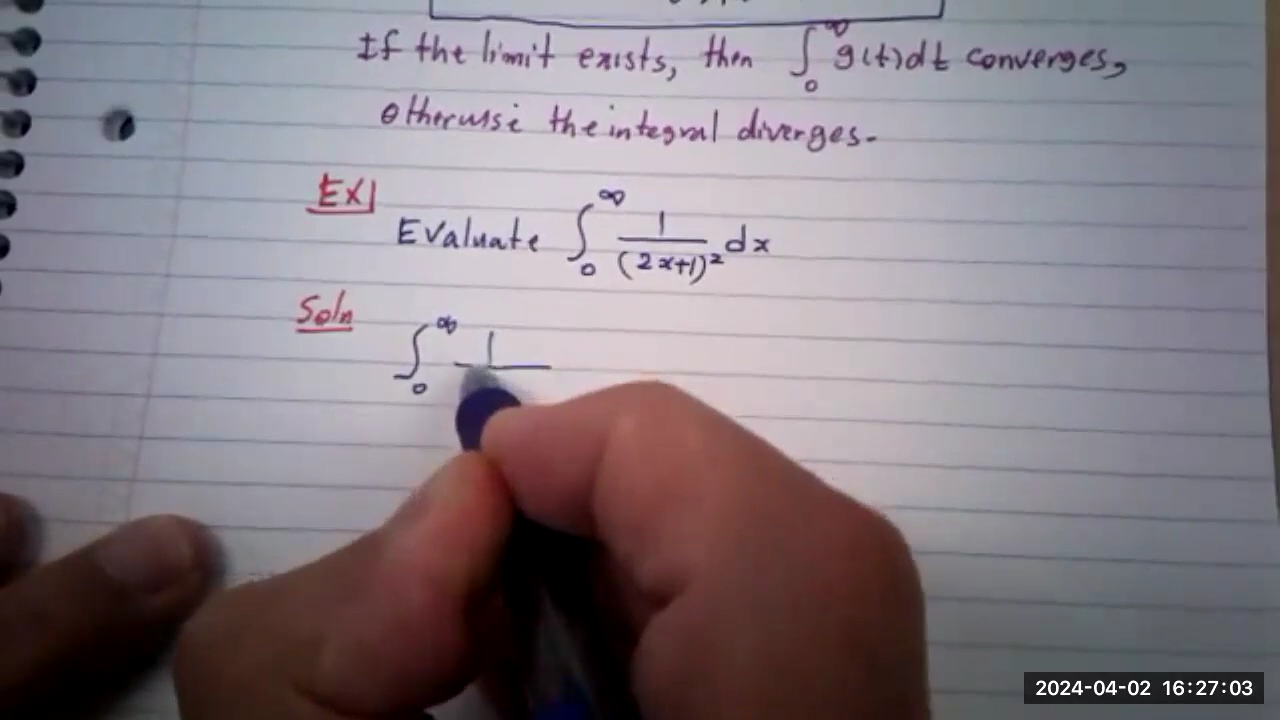 If the limit exists, then ∫₀^∞ g(t)dt converges,
otherwise the integral diverges.
EX1
Evaluate ∫₀^∞ 1/(2x+1)² dx
Soln
∫₀^∞ 1
2024-04-02 16:27:03